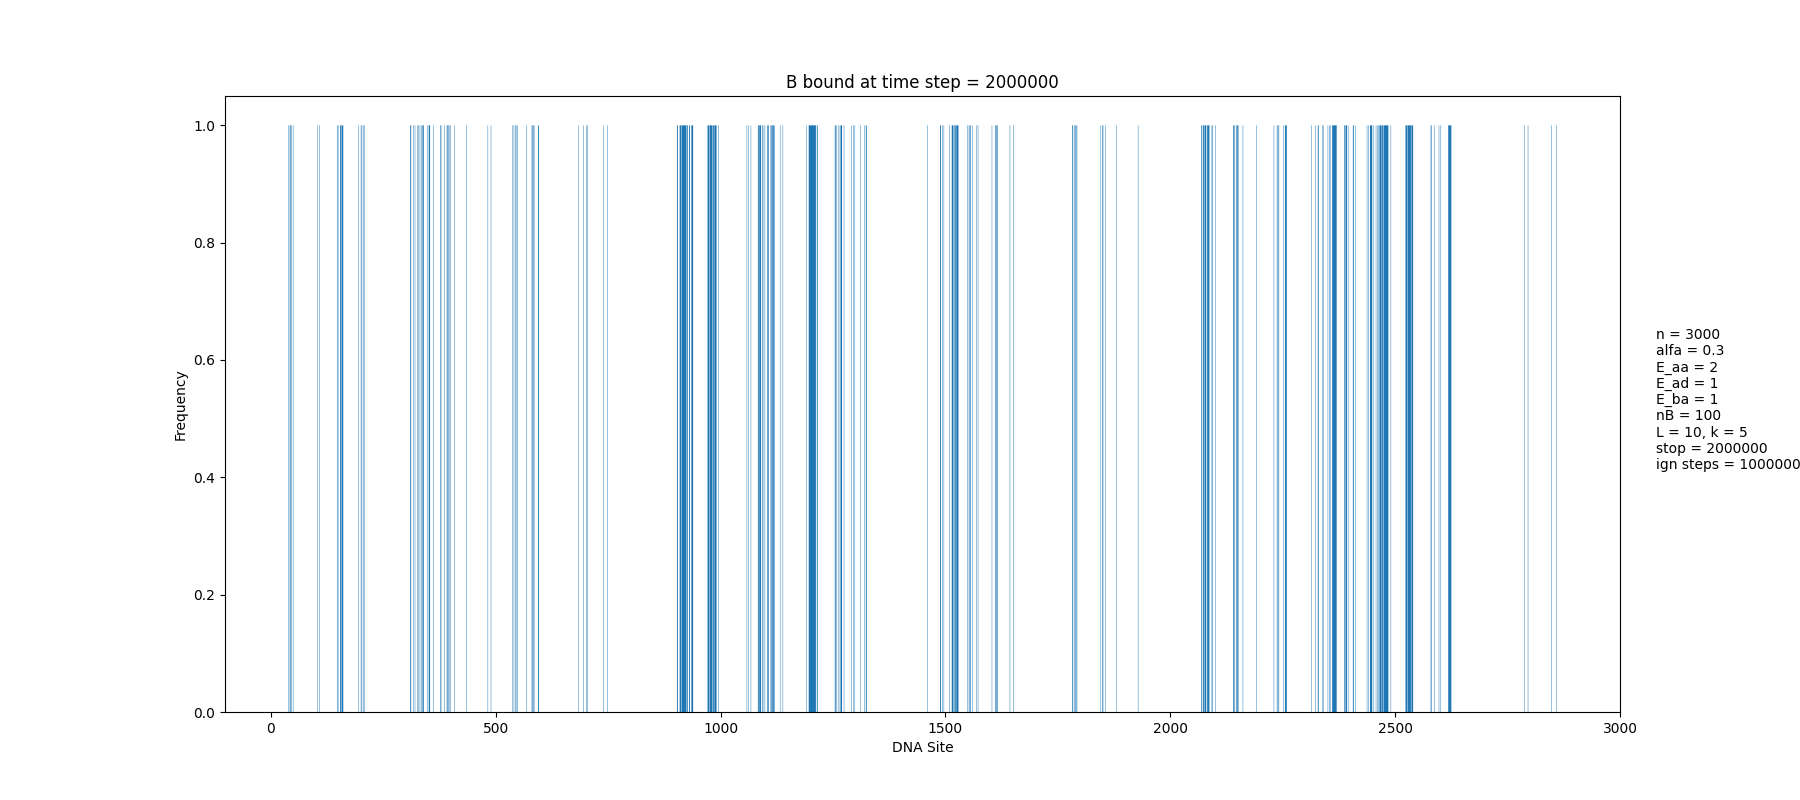 B bound at time step = 2000000
1.0
0.8
0.6
0.4
0.2
0.0
Frequency
0 500 1000 1500 2000 2500 3000
DNA Site
n = 3000
alfa = 0.3
E_aa = 2
E_ad = 1
E_ba = 1
nB = 100
L = 10, k = 5
stop = 2000000
ign steps = 1000000